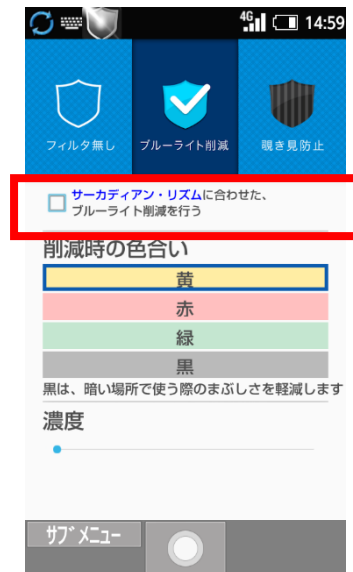 4G 14:59
フィルタ無し ブルーライト削減 覗き見防止
サーカディアン・リズムに合わせた、
ブルーライト削減を行う
削減時の色合い
黄
赤
緑
黒
黒は、暗い場所で使う際のまぶしさを軽減します
濃度
ｻﾌﾞﾒﾆｭｰ